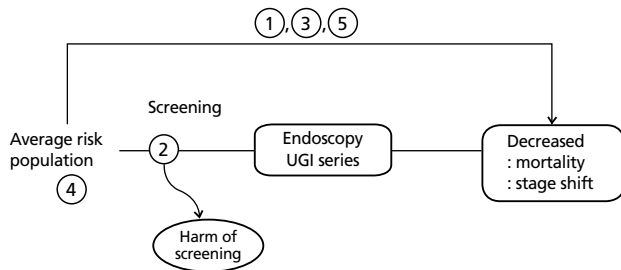 1, 3, 5
Screening
Average risk
population
4
2
Endoscopy
UGI series
Decreased
: mortality
: stage shift
Harm of
screening